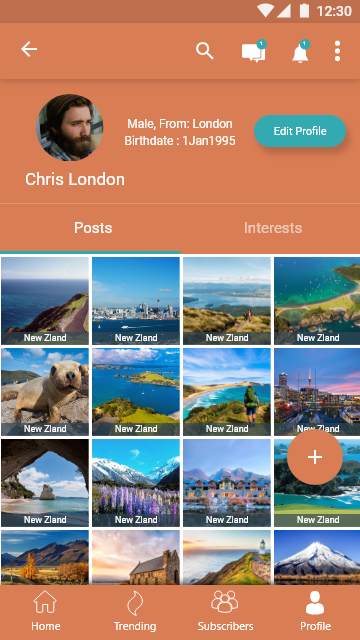 12:30
1
1
Male, From: London
Birthdate : 1Jan1995
Edit Profile
Chris London
Posts
Interests
New Zland
New Zland
New Zland
New Zland
New Zland
New Zland
New Zland
New Zland
New Zland
New Zland
New Zland
New Zland
Home
Trending
Subscribers
Profile